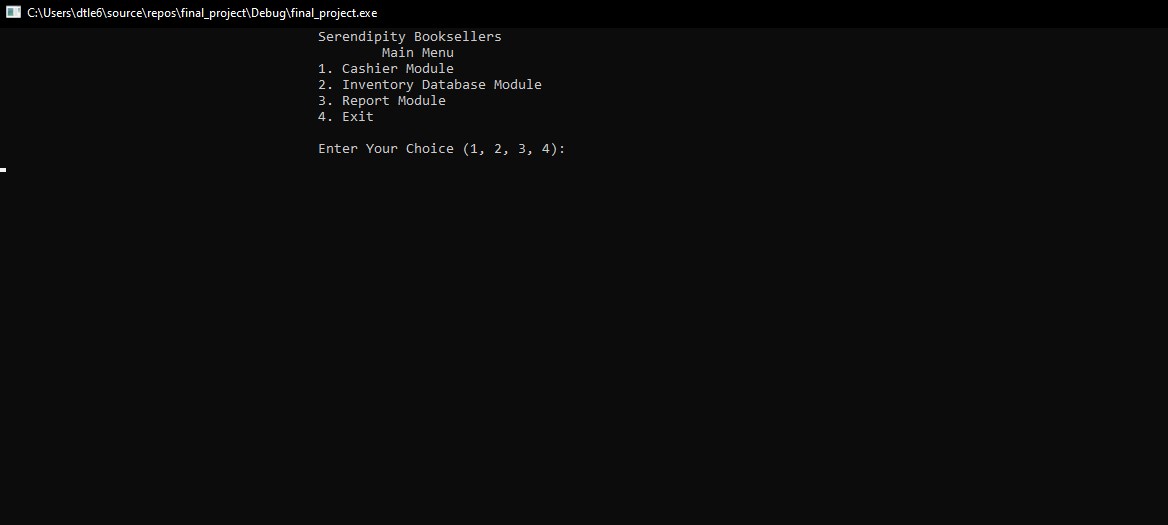 C:\Users\dtle6\source\repos\final_project\Debug\final_project.exe
Serendipity Booksellers
Main Menu
1. Cashier Module
2. Inventory Database Module
3. Report Module
4. Exit
Enter Your Choice (1, 2, 3, 4):